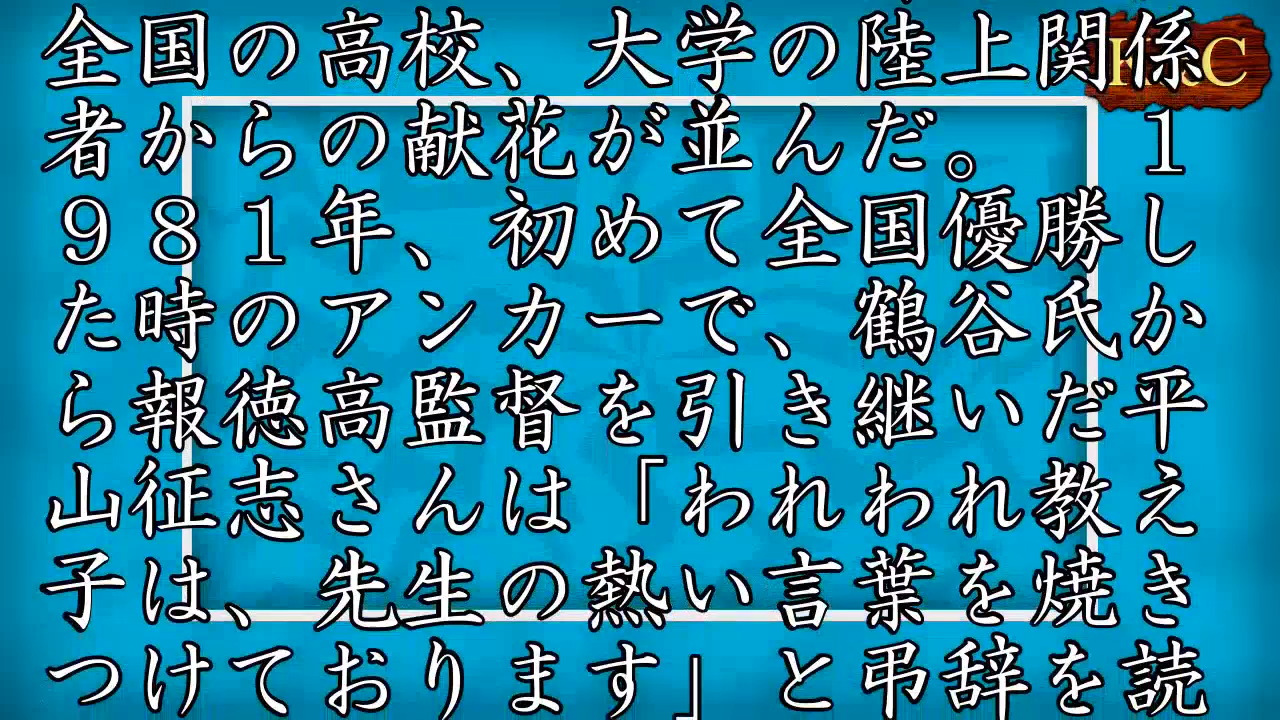 全国の高校、大学の陸上関係
者からの献花が並んだ。　１
９８１年、初めて全国優勝し
た時のアンカーで、鶴谷氏か
ら報徳高監督を引き継いだ平
山征志さんは「われわれ教え
子は、先生の熱い言葉を焼き
つけております」と弔辞を読